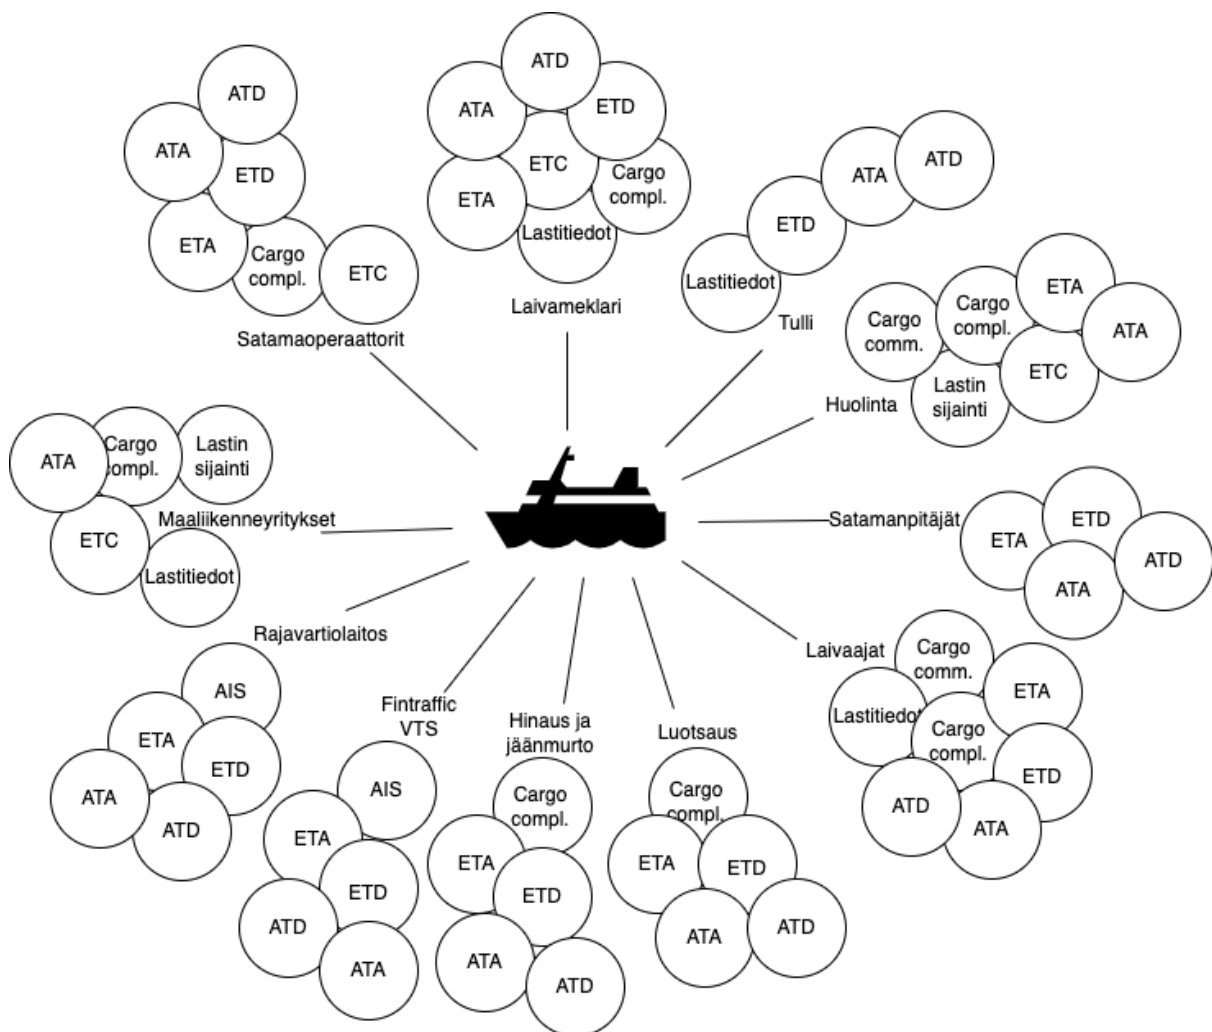 ATD
ATA
ETD
ETA
Cargo
compl.
ETC
Satamaoperaattorit
ATD
ATA
ETD
ETC
ETA
Cargo
compl.
Lastitiedot
Laivameklari
ATD
ATA
ETD
Lastitiedot
Tulli
ETA
Cargo
compl.
Cargo
comm.
ATA
ETC
Lastin
sijainti
Huolinta
ATA
Cargo
compl.
Lastin
sijainti
ETC
Lastitiedot
Maaliikenneyritykset
Satamanpitäjät
ETD
ETA
ATD
ATA
Rajavartiolaitos
AIS
ETA
ETD
ATA
ATD
Fintraffic
VTS
AIS
ETA
ETD
ATD
ATA
Hinaus ja
jäänmurto
Cargo
compl.
ETA
ETD
ATA
ATD
Luotsaus
Cargo
compl.
ETA
ETD
ATA
ATD
Laivaajat
Cargo
comm.
ETA
Lastitiedot
Cargo
compl.
ETD
ATD
ATA